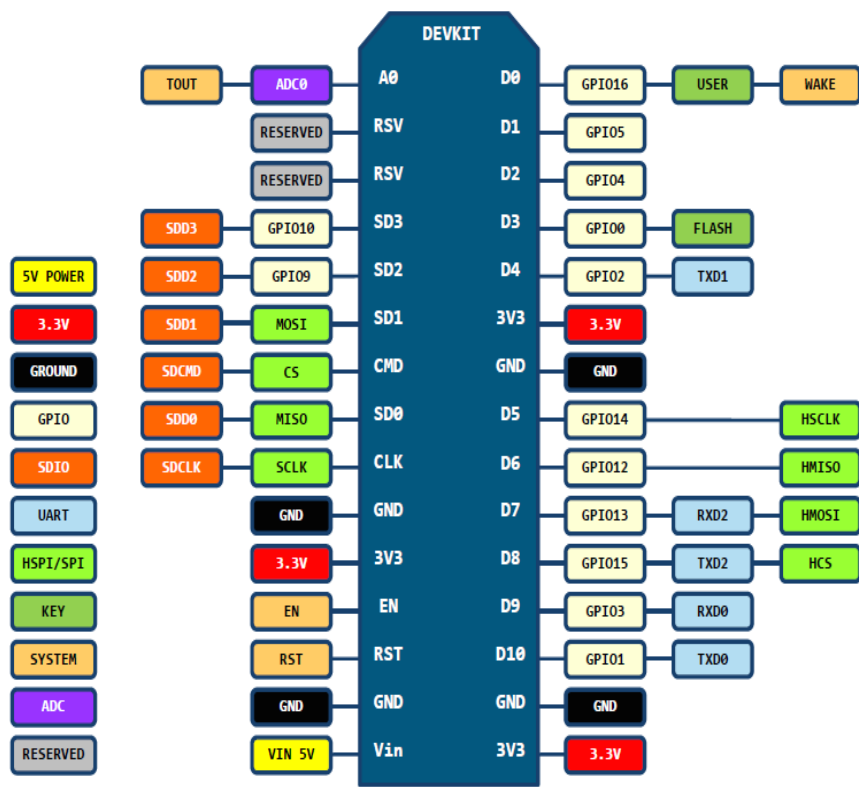 DEVKIT
TOUT ADC0 A0 D0 GPIO16 USER WAKE
RESERVED RSV D1 GPIO5
RESERVED RSV D2 GPIO4
SDD3 GPIO10 SD3 D3 GPIO0 FLASH
5V POWER SDD2 GPIO9 SD2 D4 GPIO2 TXD1
3.3V SDD1 MOSI SD1 3V3 3.3V
GROUND SDCMD CS CMD GND GND
GPIO SDD0 MISO SD0 D5 GPIO14 HSCLK
SDIO SDCLK SCLK CLK D6 GPIO12 HMISO
UART GND GND D7 GPIO13 RXD2 HMOSI
HSPI/SPI 3.3V 3V3 D8 GPIO15 TXD2 HCS
KEY EN EN D9 GPIO3 RXD0
SYSTEM RST RST D10 GPIO1 TXD0
ADC GND GND GND GND
RESERVED VIN 5V Vin 3V3 3.3V